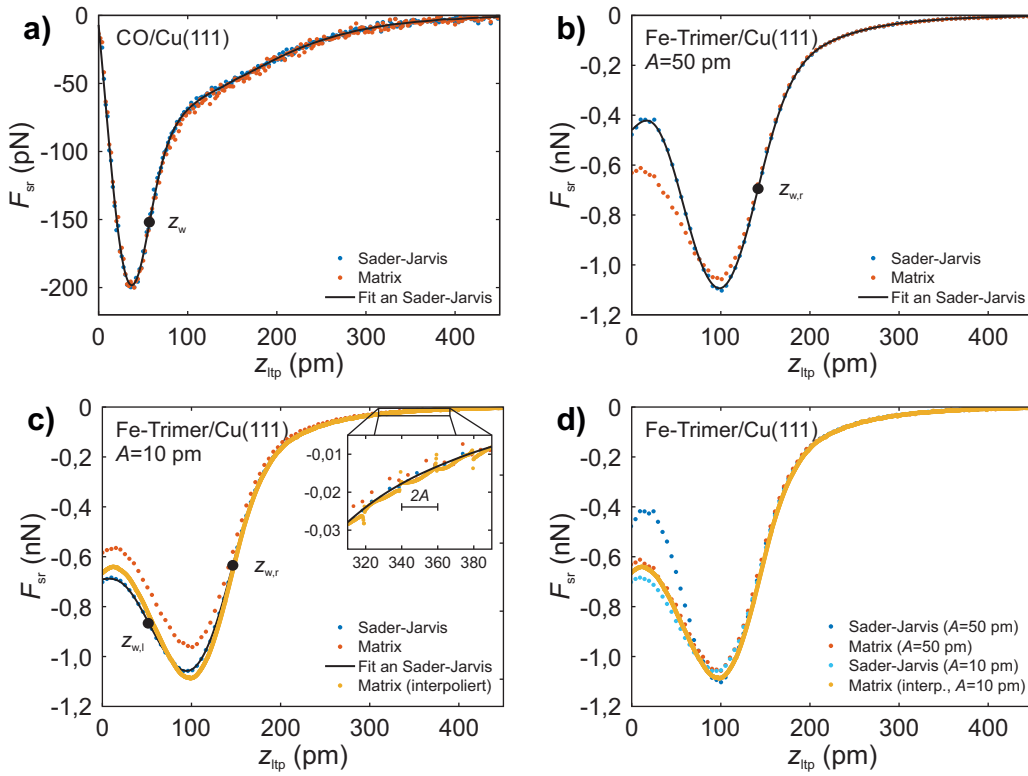 a)
CO/Cu(111)
0
-50
-100
-150
-200
F_sr (pN)
z_w
Sader-Jarvis
Matrix
Fit an Sader-Jarvis
0 100 200 300 400
z_ltp (pm)
b)
Fe-Trimer/Cu(111)
A=50 pm
0
-0,2
-0,4
-0,6
-0,8
-1,0
-1,2
F_sr (nN)
z_w,r
Sader-Jarvis
Matrix
Fit an Sader-Jarvis
0 100 200 300 400
z_ltp (pm)
c)
Fe-Trimer/Cu(111)
A=10 pm
0
-0,2
-0,4
-0,6
-0,8
-1,0
-1,2
F_sr (nN)
-0,01
-0,02
-0,03
2A
320 340 360 380
z_w,r
z_w,l
Sader-Jarvis
Matrix
Fit an Sader-Jarvis
Matrix (interpoliert)
0 100 200 300 400
z_ltp (pm)
d)
Fe-Trimer/Cu(111)
0
-0,2
-0,4
-0,6
-0,8
-1,0
-1,2
F_sr (nN)
Sader-Jarvis (A=50 pm)
Matrix (A=50 pm)
Sader-Jarvis (A=10 pm)
Matrix (interp., A=10 pm)
0 100 200 300 400
z_ltp (pm)